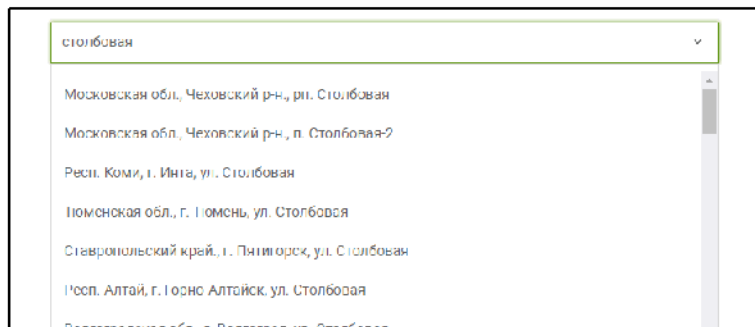 столбовая
Московская обл., Чеховский р-н., рп. Столбовая
Московская обл., Чеховский р-н., п. Столбовая-2
Респ. Коми, г. Инта, ул. Столбовая
Тюменская обл., г. Тюмень, ул. Столбовая
Ставропольский край., г. Пятигорск, ул. Столбовая
Респ. Алтай, г. Горно-Алтайск, ул. Столбовая